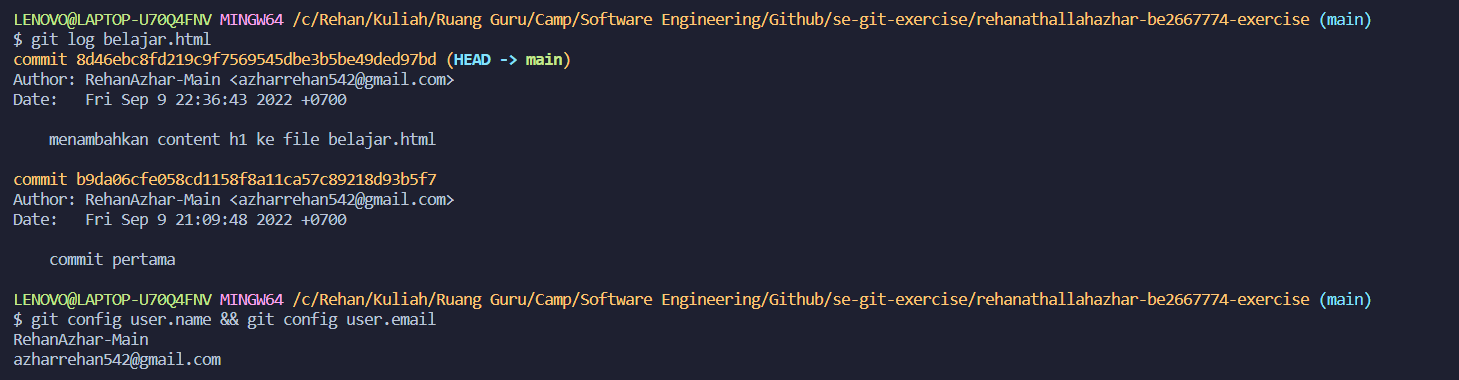 LENOVO@LAPTOP-U70Q4FNV MINGW64 /c/Rehan/Kuliah/Ruang Guru/Camp/Software Engineering/Github/se-git-exercise/rehanathallahazhar-be2667774-exercise (main)
$ git log belajar.html
commit 8d46ebc8fd219c9f7569545dbe3b5be49ded97bd (HEAD -> main)
Author: RehanAzhar-Main <azharrehan542@gmail.com>
Date:   Fri Sep 9 22:36:43 2022 +0700
    menambahkan content h1 ke file belajar.html
commit b9da06cfe058cd1158f8a11ca57c89218d93b5f7
Author: RehanAzhar-Main <azharrehan542@gmail.com>
Date:   Fri Sep 9 21:09:48 2022 +0700
    commit pertama
LENOVO@LAPTOP-U70Q4FNV MINGW64 /c/Rehan/Kuliah/Ruang Guru/Camp/Software Engineering/Github/se-git-exercise/rehanathallahazhar-be2667774-exercise (main)
$ git config user.name && git config user.email
RehanAzhar-Main
azharrehan542@gmail.com